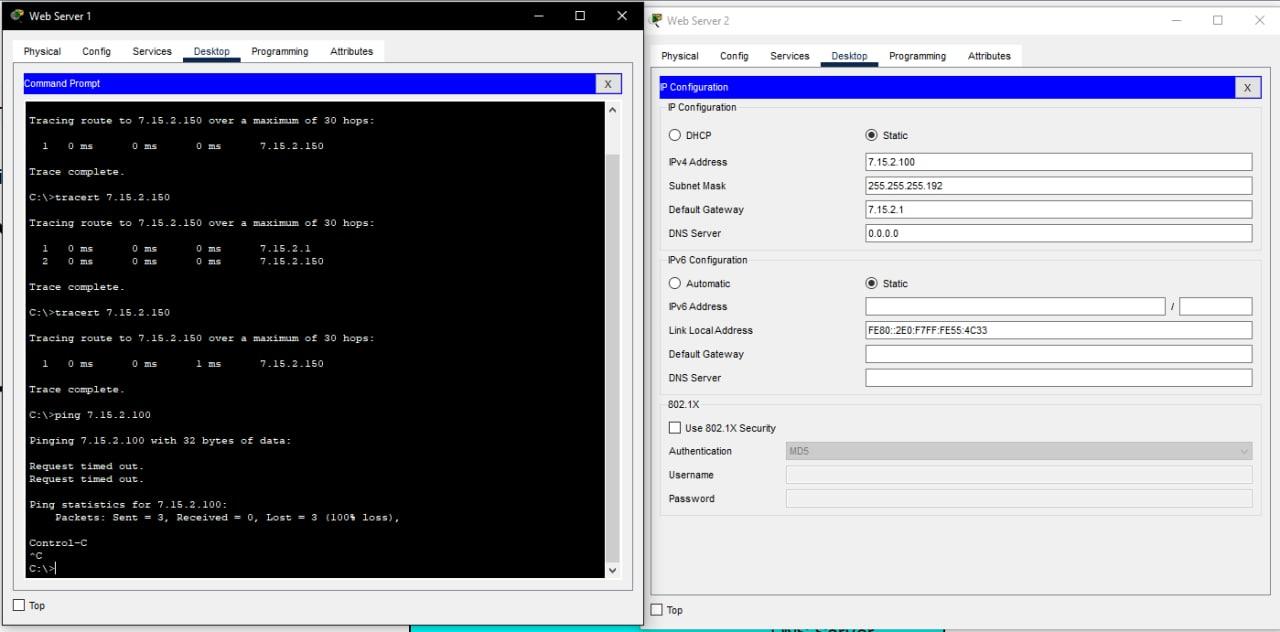 Web Server 1
Physical Config Services Desktop Programming Attributes
Command Prompt
X
Tracing route to 7.15.2.150 over a maximum of 30 hops:
1 0 ms 0 ms 0 ms 7.15.2.150
Trace complete.
C:\>tracert 7.15.2.150
Tracing route to 7.15.2.150 over a maximum of 30 hops:
1 0 ms 0 ms 0 ms 7.15.2.1
2 0 ms 0 ms 0 ms 7.15.2.150
Trace complete.
C:\>tracert 7.15.2.150
Tracing route to 7.15.2.150 over a maximum of 30 hops:
1 0 ms 0 ms 1 ms 7.15.2.150
Trace complete.
C:\>ping 7.15.2.100
Pinging 7.15.2.100 with 32 bytes of data:
Request timed out.
Request timed out.
Ping statistics for 7.15.2.100:
Packets: Sent = 3, Received = 0, Lost = 3 (100% loss),
Control-C
^C
C:\>
Top
Web Server 2
Physical Config Services Desktop Programming Attributes
IP Configuration
X
IP Configuration
DHCP Static
IPv4 Address 7.15.2.100
Subnet Mask 255.255.255.192
Default Gateway 7.15.2.1
DNS Server 0.0.0.0
IPv6 Configuration
Automatic Static
IPv6 Address /
Link Local Address FE80::2E0:F7FF:FE55:4C33
Default Gateway
DNS Server
802.1X
Use 802.1X Security
Authentication MD5
Username
Password
Top
DNS Server